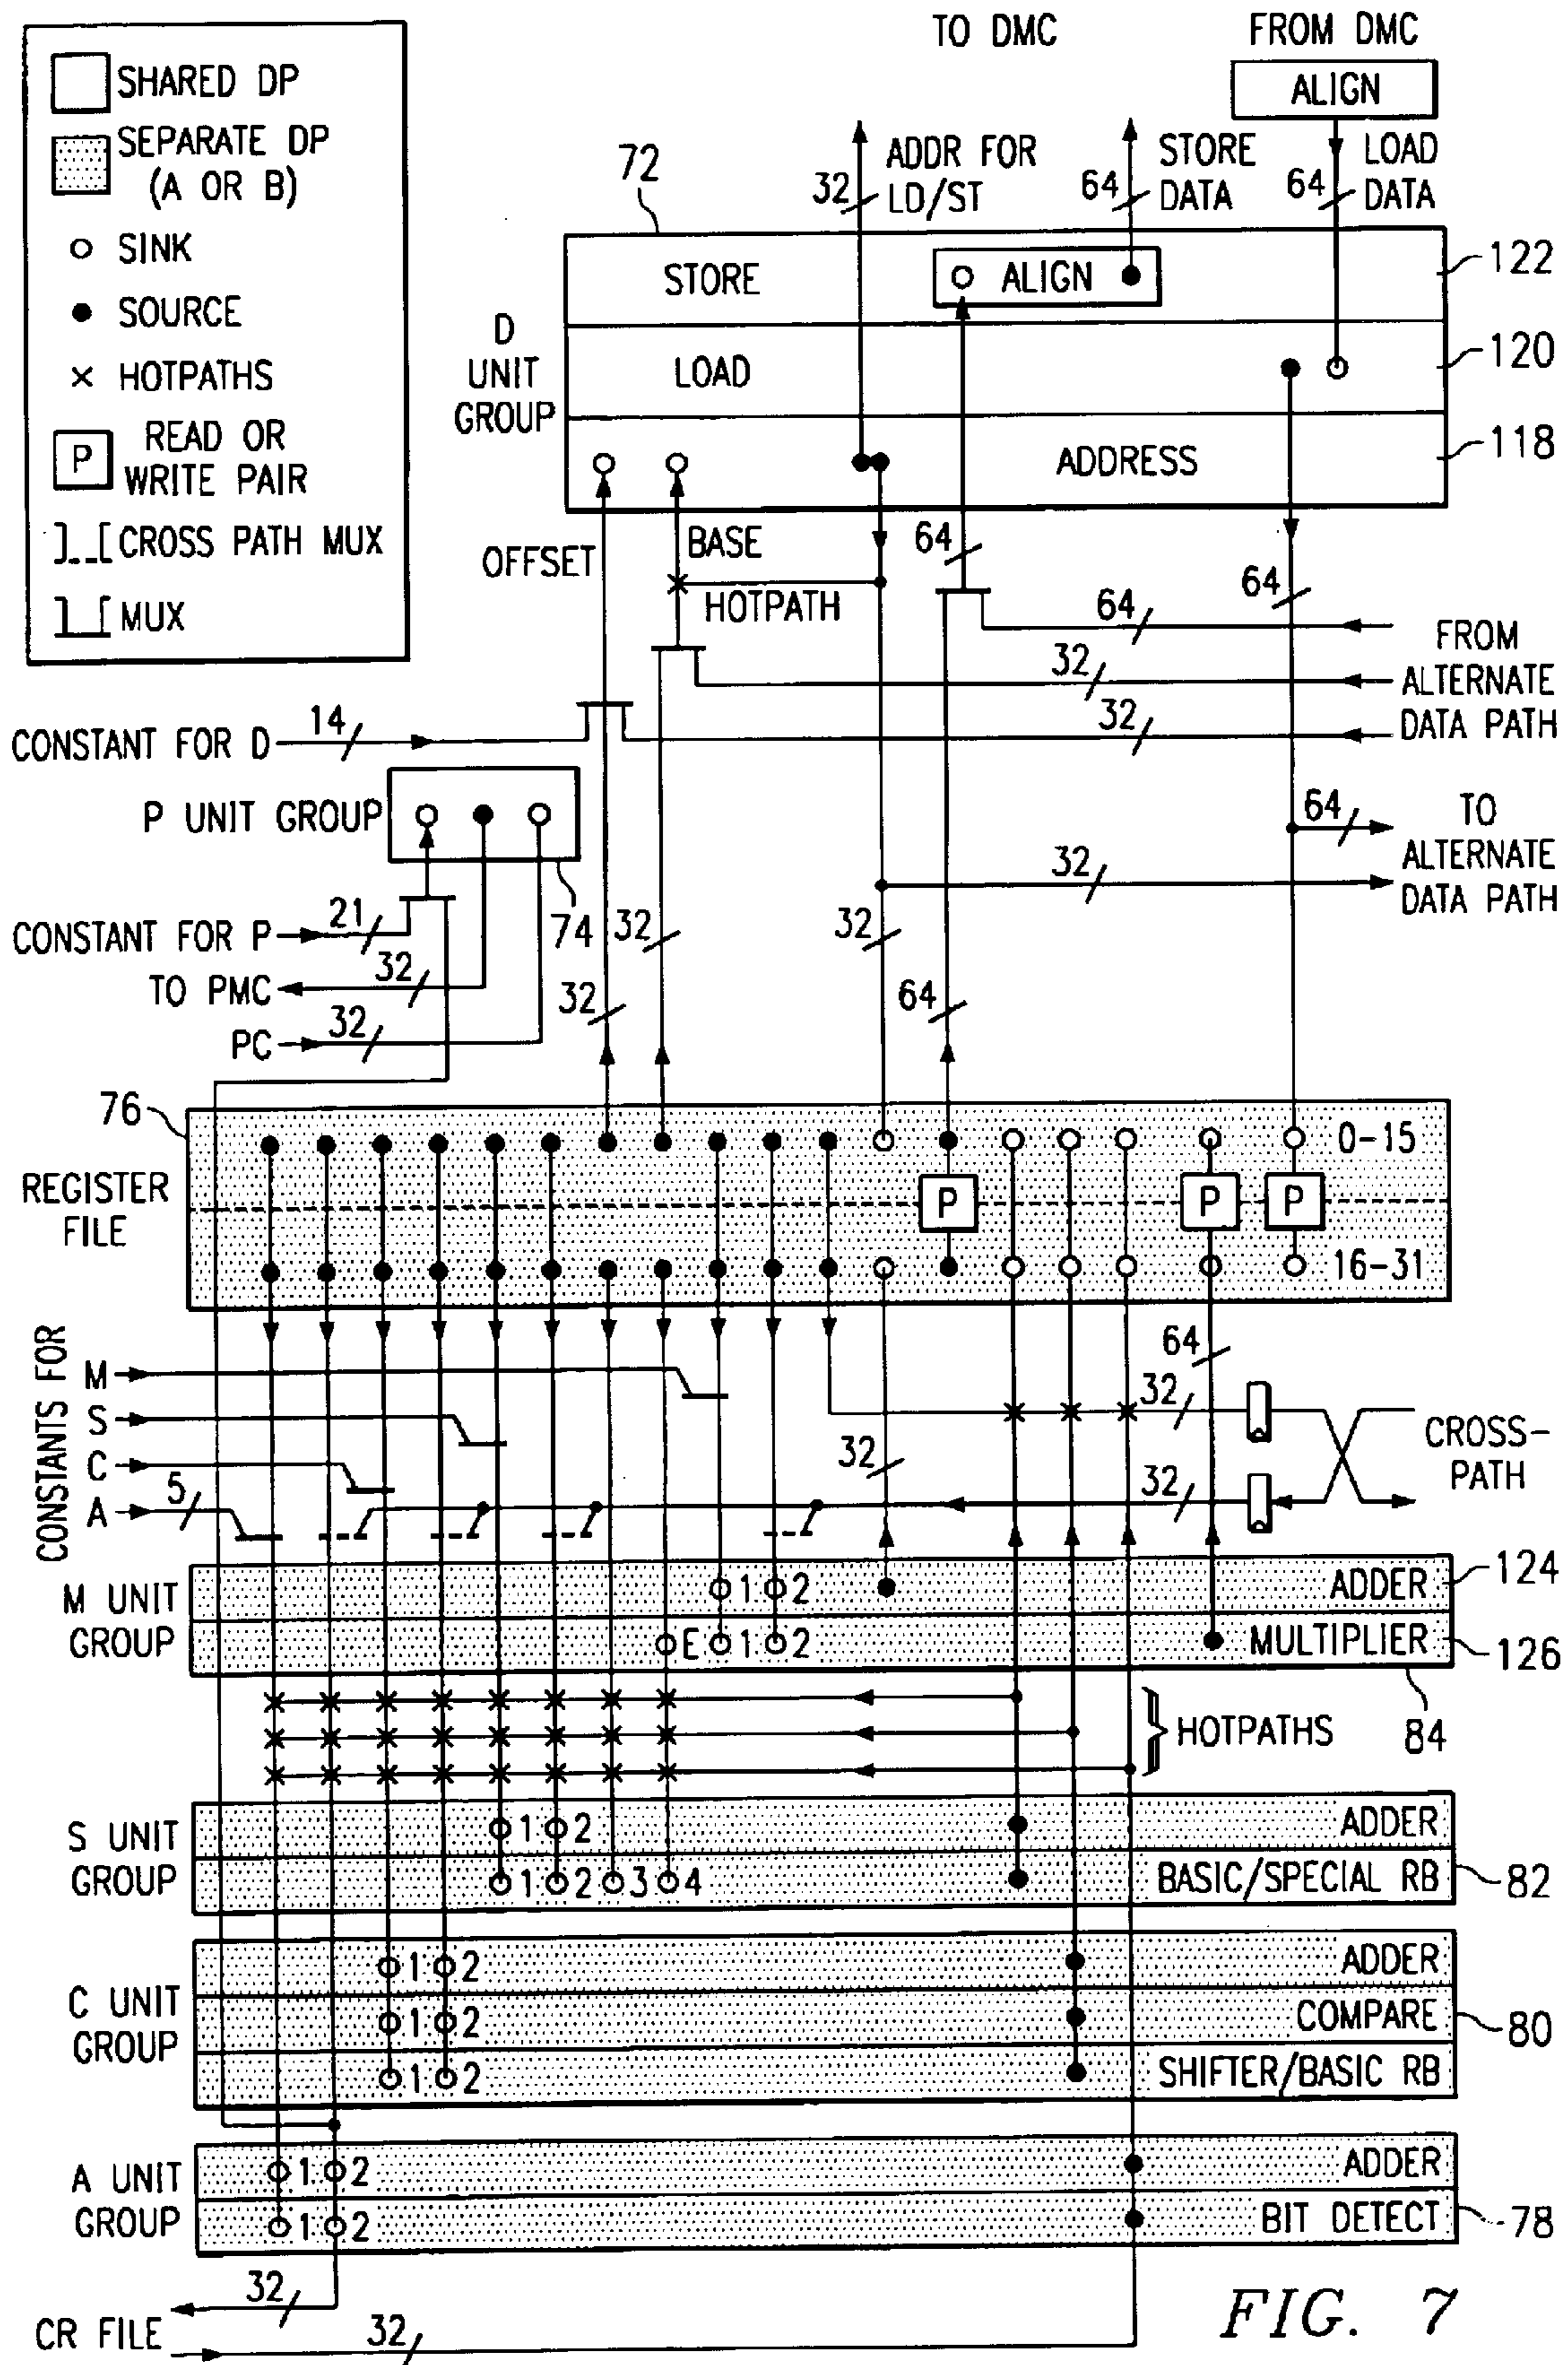 SHARED DP
SEPARATE DP
(A OR B)
SINK
SOURCE
HOTPATHS
P
READ OR
WRITE PAIR
CROSS PATH MUX
MUX
TO DMC
FROM DMC
ALIGN
72
32
ADDR FOR
LD/ST
64
STORE
DATA
64
LOAD
DATA
D
UNIT
GROUP
STORE
ALIGN
122
LOAD
120
ADDRESS
118
OFFSET
BASE
HOTPATH
64
64
64
32
32
FROM
ALTERNATE
DATA PATH
CONSTANT FOR D
14
P UNIT GROUP
74
64
32
TO
ALTERNATE
DATA PATH
CONSTANT FOR P
21
TO PMC
32
PC
32
32
32
32
64
76
REGISTER
FILE
0-15
P
P
P
16-31
CONSTANTS FOR
M
S
C
A
5
64
32
32
32
CROSS-
PATH
M UNIT
GROUP
1
2
ADDER
124
E
1
2
MULTIPLIER
126
HOTPATHS
84
S UNIT
GROUP
1
2
ADDER
1
2
3
4
BASIC/SPECIAL RB
82
C UNIT
GROUP
1
2
ADDER
1
2
COMPARE
80
1
2
SHIFTER/BASIC RB
A UNIT
GROUP
1
2
ADDER
1
2
BIT DETECT
78
32
CR FILE
32
FIG. 7